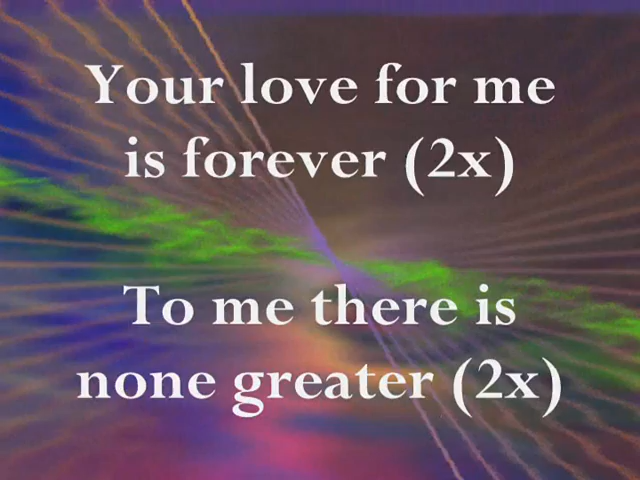 Your love for me
is forever (2x)
To me there is
none greater (2x)